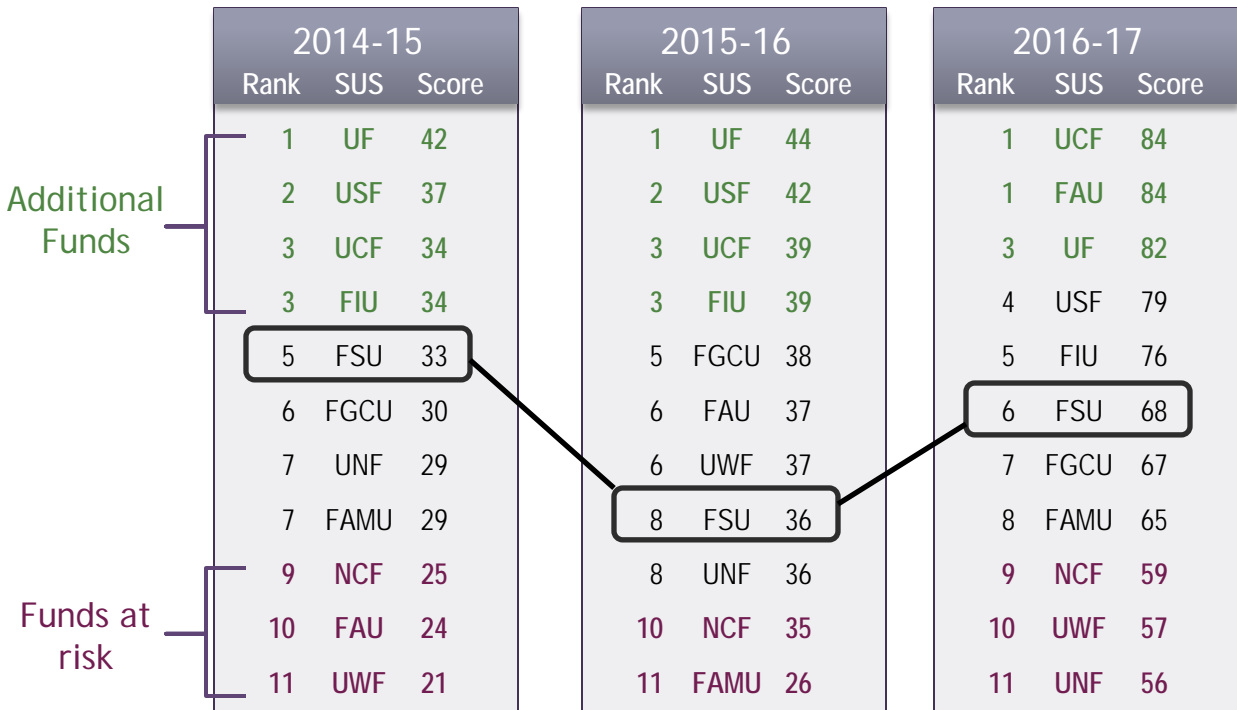 2014-15 2015-16 2016-17
Rank SUS Score Rank SUS Score Rank SUS Score
1 UF 42 1 UF 44 1 UCF 84
Additional
Funds
2 USF 37 2 USF 42 1 FAU 84
3 UCF 34 3 UCF 39 3 UF 82
3 FIU 34 3 FIU 39 4 USF 79
5 FSU 33 5 FGCU 38 5 FIU 76
6 FGCU 30 6 FAU 37 6 FSU 68
7 UNF 29 6 UWF 37 7 FGCU 67
7 FAMU 29 8 FSU 36 8 FAMU 65
9 NCF 25 8 UNF 36 9 NCF 59
Funds at
risk
10 FAU 24 10 NCF 35 10 UWF 57
11 UWF 21 11 FAMU 26 11 UNF 56